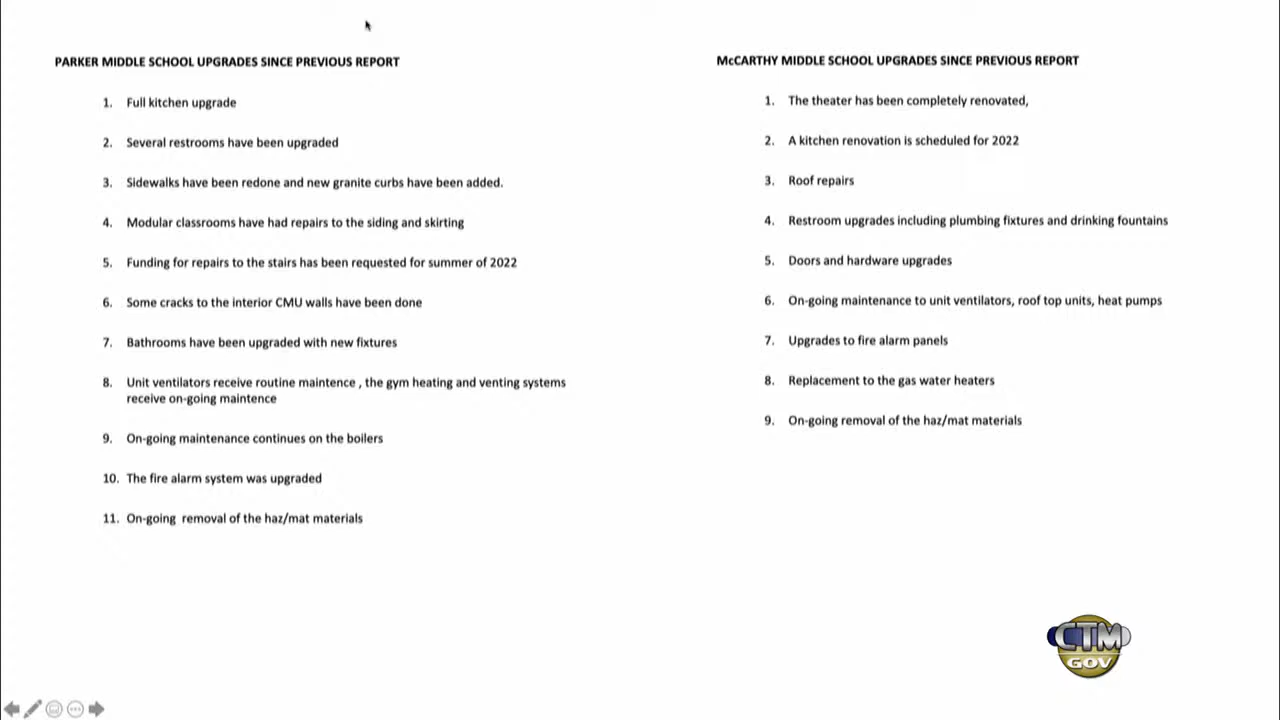 PARKER MIDDLE SCHOOL UPGRADES SINCE PREVIOUS REPORT
1. Full kitchen upgrade
2. Several restrooms have been upgraded
3. Sidewalks have been redone and new granite curbs have been added.
4. Modular classrooms have had repairs to the siding and skirting
5. Funding for repairs to the stairs has been requested for summer of 2022
6. Some cracks to the interior CMU walls have been done
7. Bathrooms have been upgraded with new fixtures
8. Unit ventilators receive routine maintence , the gym heating and venting systems
receive on-going maintence
9. On-going maintenance continues on the boilers
10. The fire alarm system was upgraded
11. On-going removal of the haz/mat materials
McCARTHY MIDDLE SCHOOL UPGRADES SINCE PREVIOUS REPORT
1. The theater has been completely renovated,
2. A kitchen renovation is scheduled for 2022
3. Roof repairs
4. Restroom upgrades including plumbing fixtures and drinking fountains
5. Doors and hardware upgrades
6. On-going maintenance to unit ventilators, roof top units, heat pumps
7. Upgrades to fire alarm panels
8. Replacement to the gas water heaters
9. On-going removal of the haz/mat materials
CTM
GOV